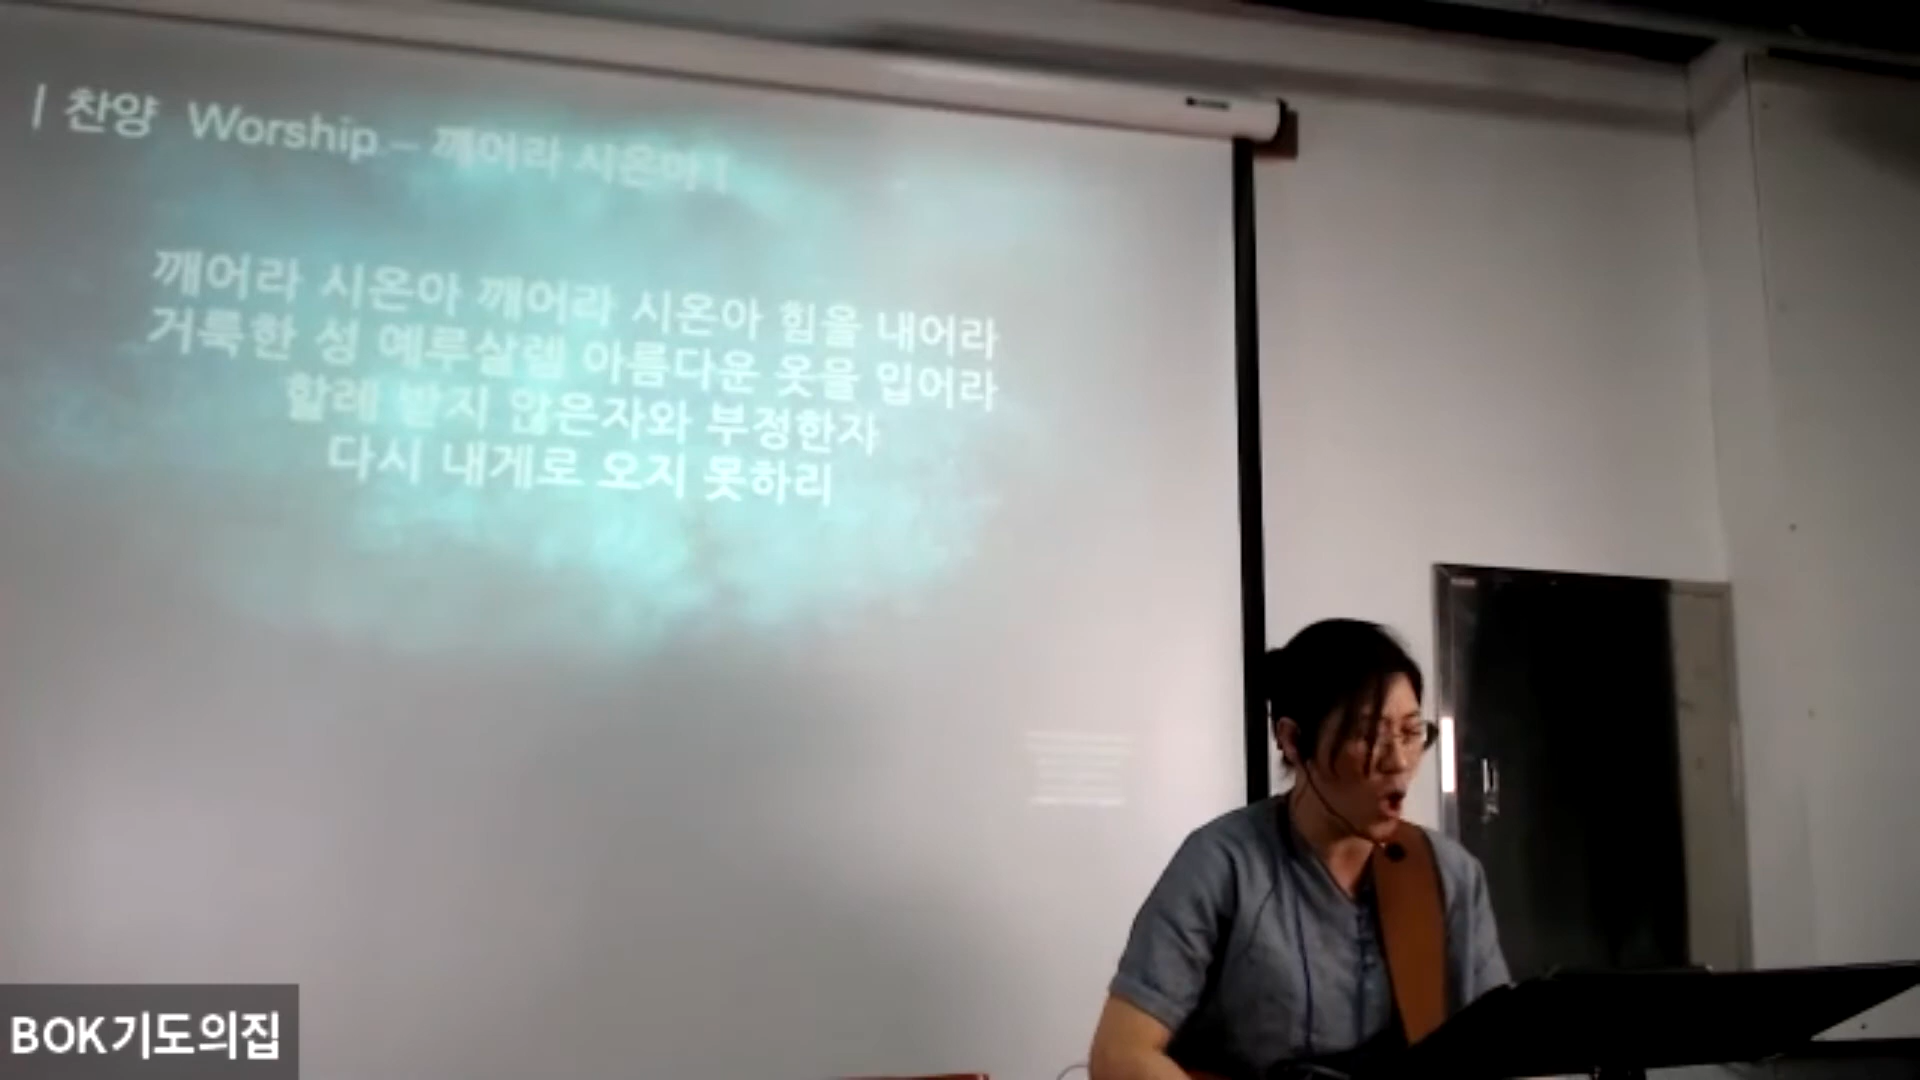 | 찬양 Worship – 깨어라 시온아 1
깨어라 시온아 깨어라 시온아 힘을 내어라
거룩한 성 예루살렘 아름다운 옷을 입어라
할례 받지 않은자와 부정한자
다시 내게로 오지 못하리
BOK기도의집